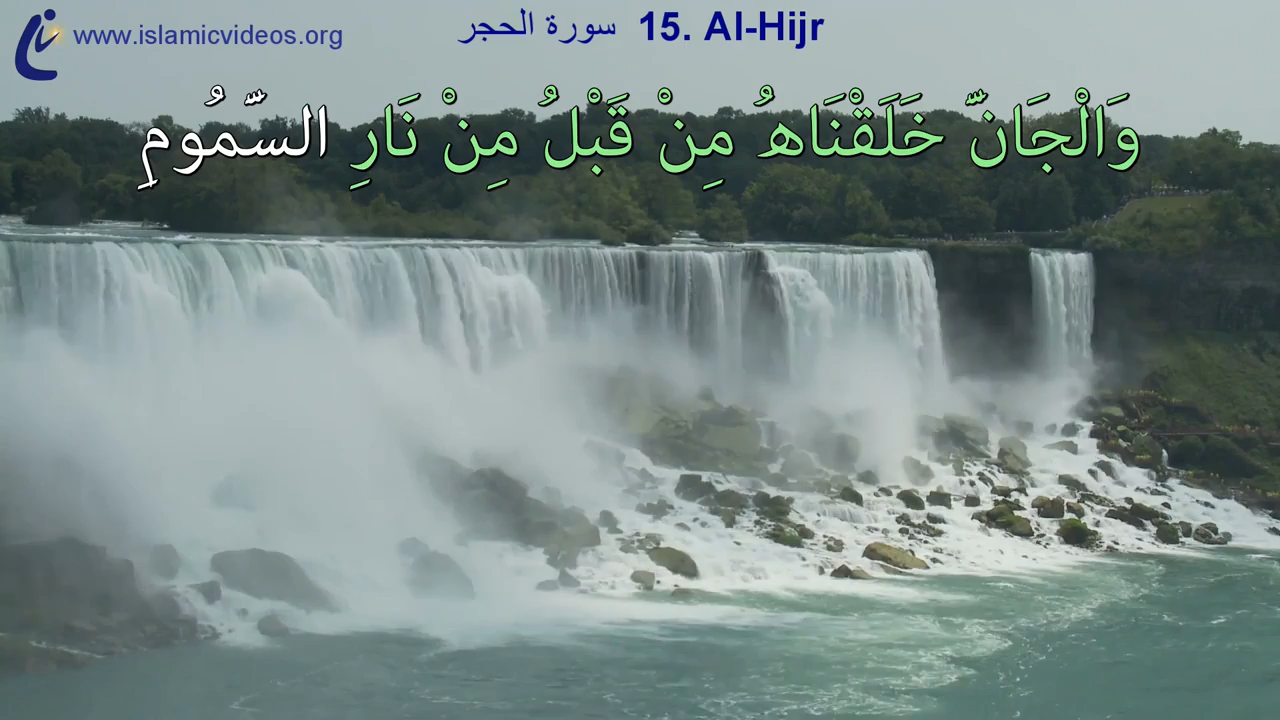 www.islamicvideos.org
سورة الحجر 15. Al-Hijr
وَالْجَانَّ خَلَقْنَاهُ مِنْ قَبْلُ مِنْ نَارِ السَّمُومِ